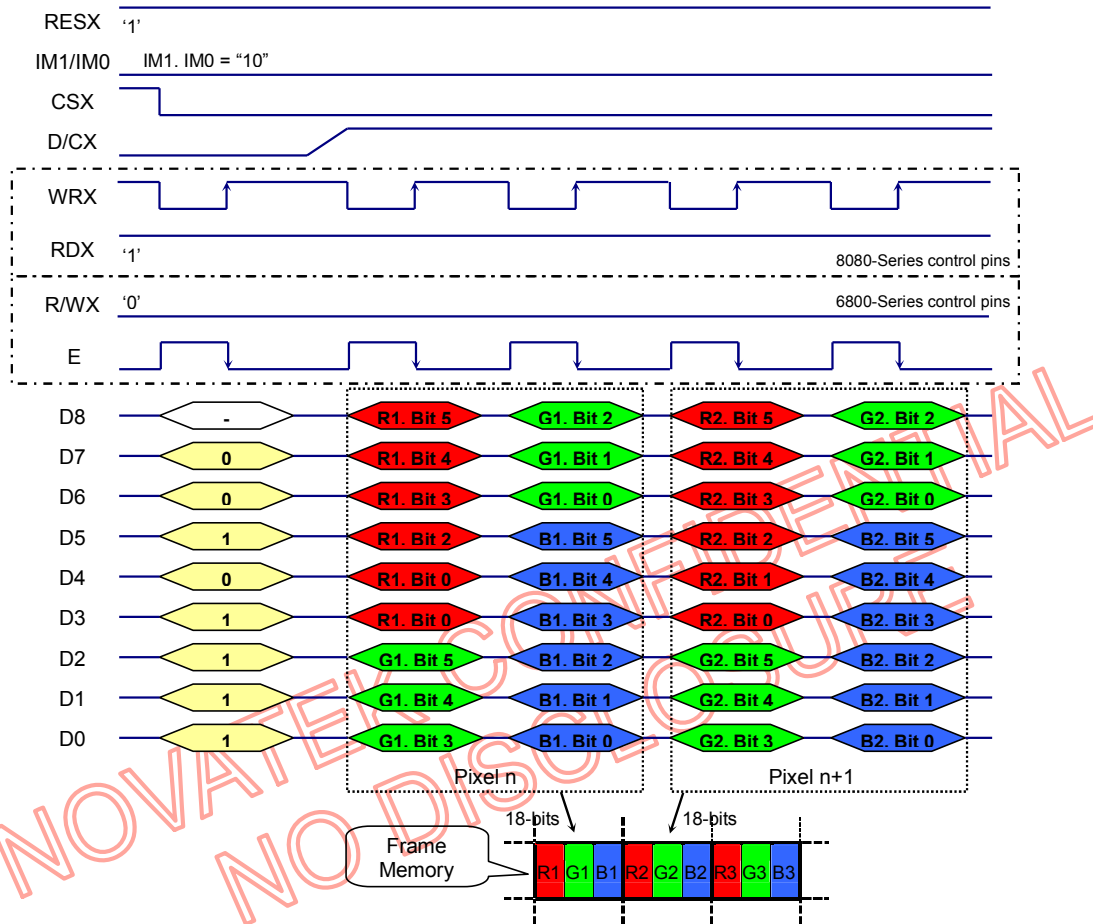 RESX '1'
IM1/IM0 IM1. IM0 = "10"
CSX
D/CX
WRX
RDX '1' 8080-Series control pins
R/WX '0' 6800-Series control pins
E
D8 - R1. Bit 5 G1. Bit 2 R2. Bit 5 G2. Bit 2
D7 0 R1. Bit 4 G1. Bit 1 R2. Bit 4 G2. Bit 1
D6 0 R1. Bit 3 G1. Bit 0 R2. Bit 3 G2. Bit 0
D5 1 R1. Bit 2 B1. Bit 5 R2. Bit 2 B2. Bit 5
D4 0 R1. Bit 0 B1. Bit 4 R2. Bit 1 B2. Bit 4
D3 1 R1. Bit 0 B1. Bit 3 R2. Bit 0 B2. Bit 3
D2 1 G1. Bit 5 B1. Bit 2 G2. Bit 5 B2. Bit 2
D1 1 G1. Bit 4 B1. Bit 1 G2. Bit 4 B2. Bit 1
D0 1 G1. Bit 3 B1. Bit 0 G2. Bit 3 B2. Bit 0
Pixel n Pixel n+1
18-bits 18-bits
Frame
Memory
R1 G1 B1 R2 G2 B2 R3 G3 B3
NOVATEK CONFIDENTIAL
NO DISCLOSURE